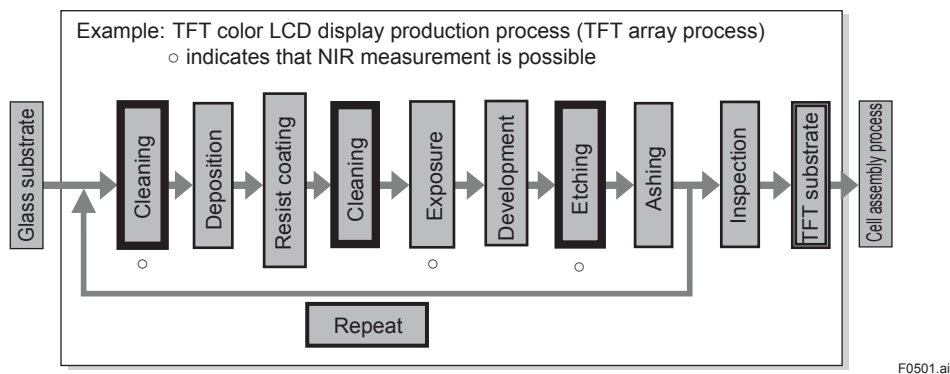 Example: TFT color LCD display production process (TFT array process)
○ indicates that NIR measurement is possible
Glass substrate
Cleaning
Deposition
Resist coating
Cleaning
Exposure
Development
Etching
Ashing
Inspection
TFT substrate
Cell assembly process
○
○
○
Repeat
F0501.ai